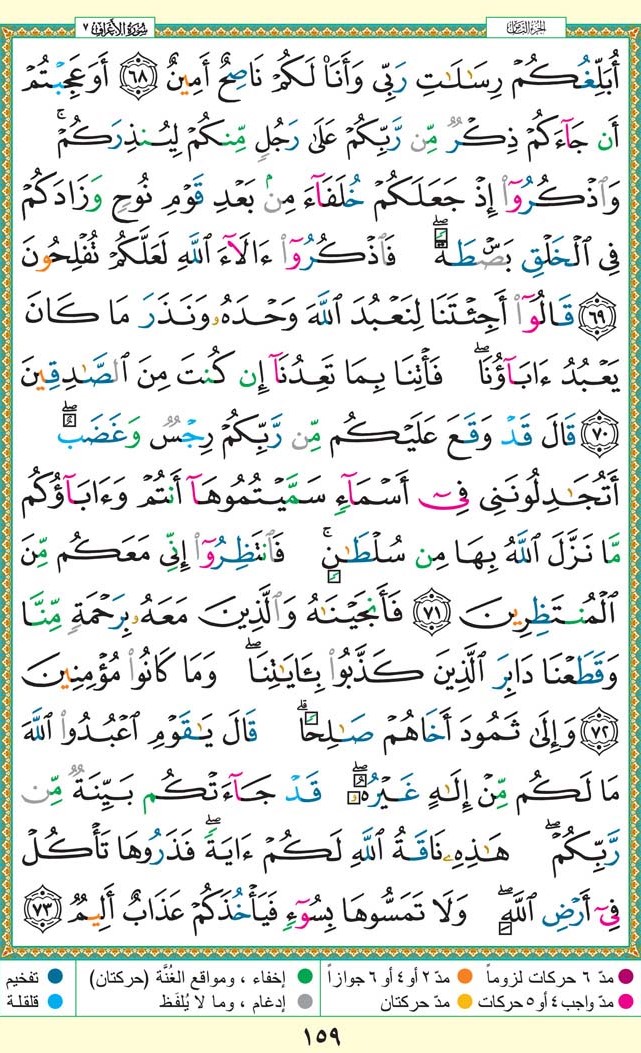 الجزء الثامن
سورة الأعراف ٧
أُبَلِّغُكُمْ رِسَـٰلَـٰتِ رَبِّى وَأَنَا۠ لَكُمْ نَاصِحٌ أَمِينٌ ٦٨ أَوَعَجِبْتُمْ
أَن جَآءَكُمْ ذِكْرٌ مِّن رَّبِّكُمْ عَلَىٰ رَجُلٍ مِّنكُمْ لِيُنذِرَكُمْ ۚ
وَٱذْكُرُوٓا۟ إِذْ جَعَلَكُمْ خُلَفَآءَ مِنۢ بَعْدِ قَوْمِ نُوحٍ وَزَادَكُمْ
فِى ٱلْخَلْقِ بَصْۜطَةً ۖ فَٱذْكُرُوٓا۟ ءَالَآءَ ٱللَّهِ لَعَلَّكُمْ تُفْلِحُونَ
٦٩ قَالُوٓا۟ أَجِئْتَنَا لِنَعْبُدَ ٱللَّهَ وَحْدَهُۥ وَنَذَرَ مَا كَانَ
يَعْبُدُ ءَابَآؤُنَا ۖ فَأْتِنَا بِمَا تَعِدُنَآ إِن كُنتَ مِنَ ٱلصَّـٰدِقِينَ
٧٠ قَالَ قَدْ وَقَعَ عَلَيْكُم مِّن رَّبِّكُمْ رِجْسٌ وَغَضَبٌ ۖ
أَتُجَـٰدِلُونَنِى فِىٓ أَسْمَآءٍ سَمَّيْتُمُوهَآ أَنتُمْ وَءَابَآؤُكُم
مَّا نَزَّلَ ٱللَّهُ بِهَا مِن سُلْطَـٰنٍ ۚ فَٱنتَظِرُوٓا۟ إِنِّى مَعَكُم مِّنَ
ٱلْمُنتَظِرِينَ ٧١ فَأَنجَيْنَـٰهُ وَٱلَّذِينَ مَعَهُۥ بِرَحْمَةٍ مِّنَّا
وَقَطَعْنَا دَابِرَ ٱلَّذِينَ كَذَّبُوا۟ بِـَٔايَـٰتِنَا ۖ وَمَا كَانُوا۟ مُؤْمِنِينَ
٧٢ وَإِلَىٰ ثَمُودَ أَخَاهُمْ صَـٰلِحًا ۗ قَالَ يَـٰقَوْمِ ٱعْبُدُوا۟ ٱللَّهَ
مَا لَكُم مِّنْ إِلَـٰهٍ غَيْرُهُۥ ۖ قَدْ جَآءَتْكُم بَيِّنَةٌ مِّن
رَّبِّكُمْ ۖ هَـٰذِهِۦ نَاقَةُ ٱللَّهِ لَكُمْ ءَايَةً ۖ فَذَرُوهَا تَأْكُلْ
فِىٓ أَرْضِ ٱللَّهِ ۖ وَلَا تَمَسُّوهَا بِسُوٓءٍ فَيَأْخُذَكُمْ عَذَابٌ أَلِيمٌ ٧٣
مدّ ٦ حركات لزوماً مدّ ٢ أو ٤ أو ٦ جوازاً إخفاء ، ومواقع الغُنَّة (حركتان) تفخيم
مدّ واجب ٤ أو ٥ حركات مدّ حركتان إدغام ، وما لا يُلفَظ قلقلة
١٥٩